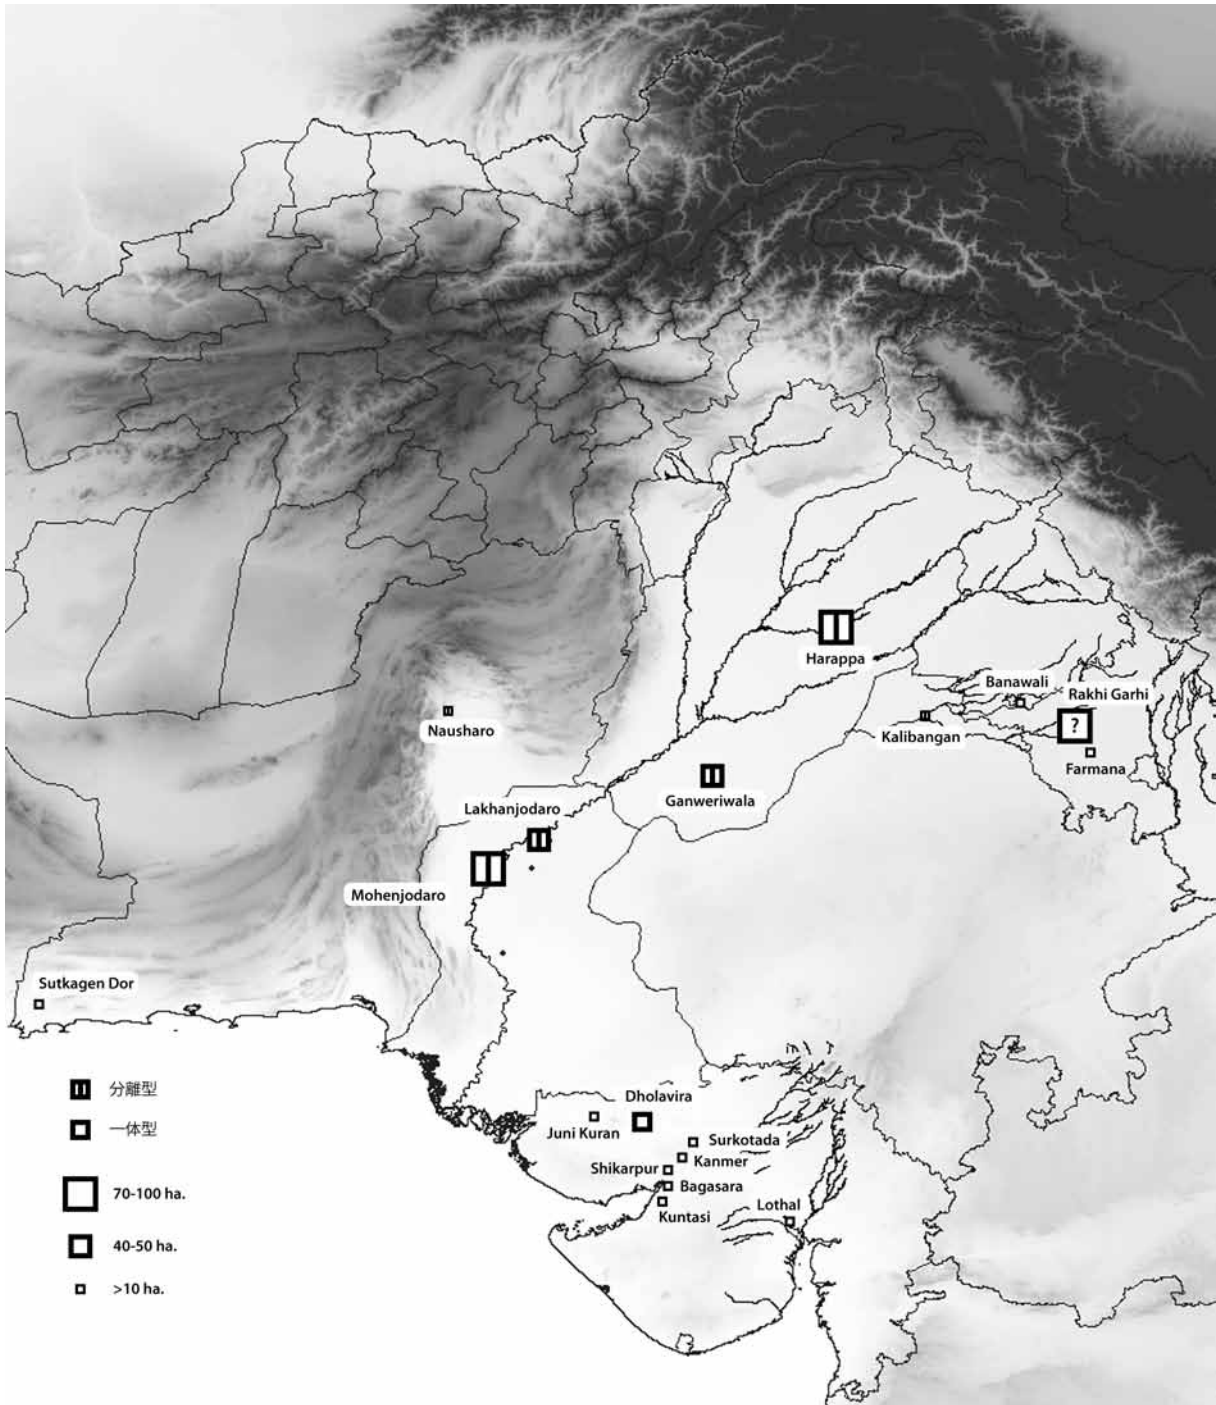 Harappa
Banawali
Rakhi Garhi
?
Nausharo
Kalibangan
Farmana
Ganweriwala
Lakhanjodaro
Mohenjodaro
Sutkagen Dor
分離型
一体型
70-100 ha.
40-50 ha.
>10 ha.
Dholavira
Juni Kuran
Surkotada
Kanmer
Shikarpur
Bagasara
Kuntasi
Lothal